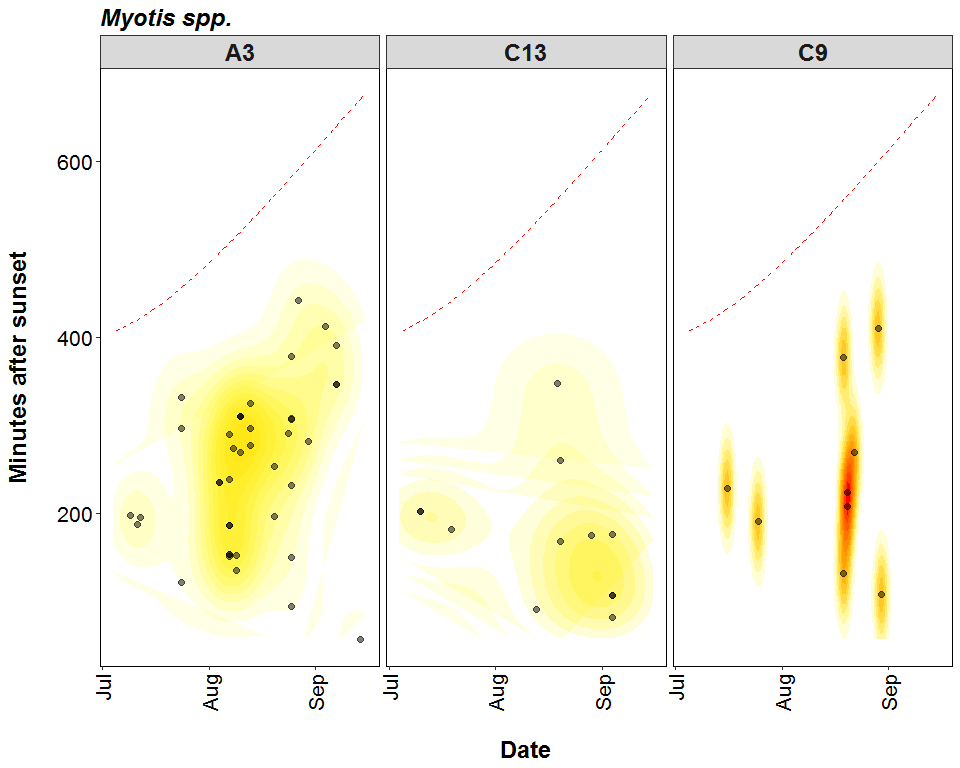 Myotis spp.
A3 C13 C9
600
400
200
Minutes after sunset
Jul Aug Sep Jul Aug Sep Jul Aug Sep
Date